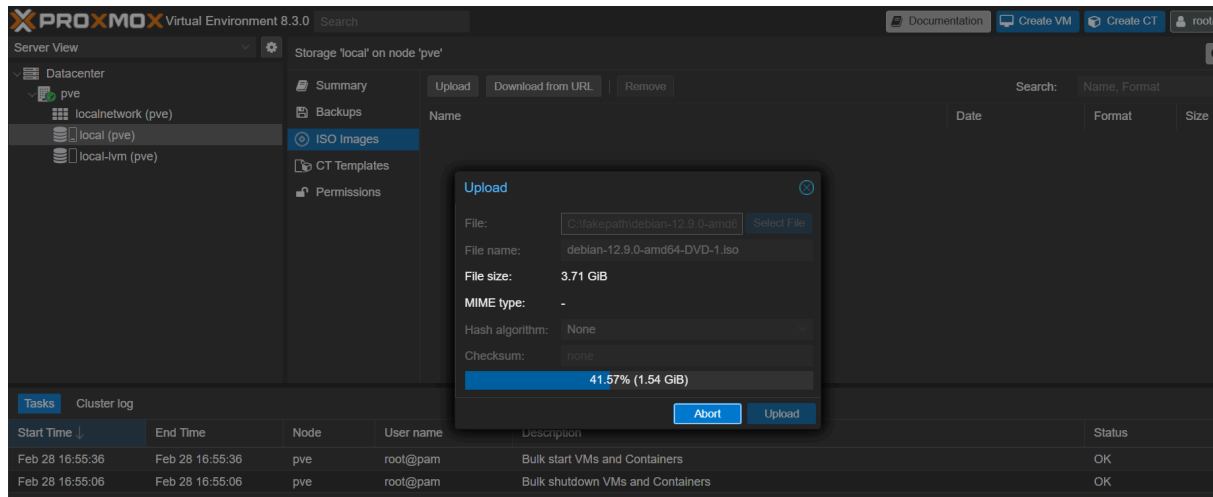 PROXMOX Virtual Environment 8.3.0 Search
Documentation Create VM Create CT root
Server View
Storage 'local' on node 'pve'
Datacenter
pve
localnetwork (pve)
local (pve)
local-lvm (pve)
Summary
Backups
ISO Images
CT Templates
Permissions
Upload Download from URL Remove Search: Name, Format
Name Date Format Size
Upload
File: C:\fakepath\debian-12.9.0-amd6 Select File
File name: debian-12.9.0-amd64-DVD-1.iso
File size: 3.71 GiB
MIME type: -
Hash algorithm: None
Checksum: none
41.57% (1.54 GiB)
Abort Upload
Tasks Cluster log
Start Time ↓ End Time Node User name Description Status
Feb 28 16:55:36 Feb 28 16:55:36 pve root@pam Bulk start VMs and Containers OK
Feb 28 16:55:06 Feb 28 16:55:06 pve root@pam Bulk shutdown VMs and Containers OK